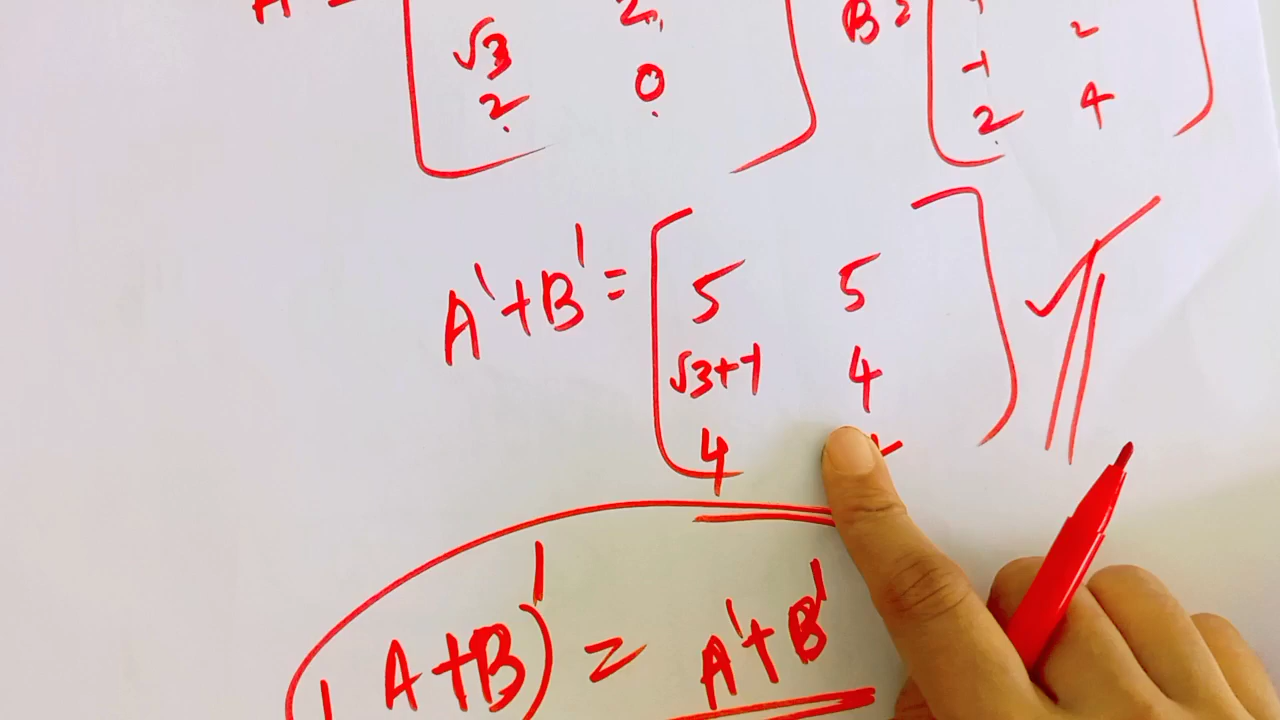 √3 2 B = 2
2 0 -1 4
2
A'+B' = 5 5
√3+1 4
4
(A+B)' = A'+B'